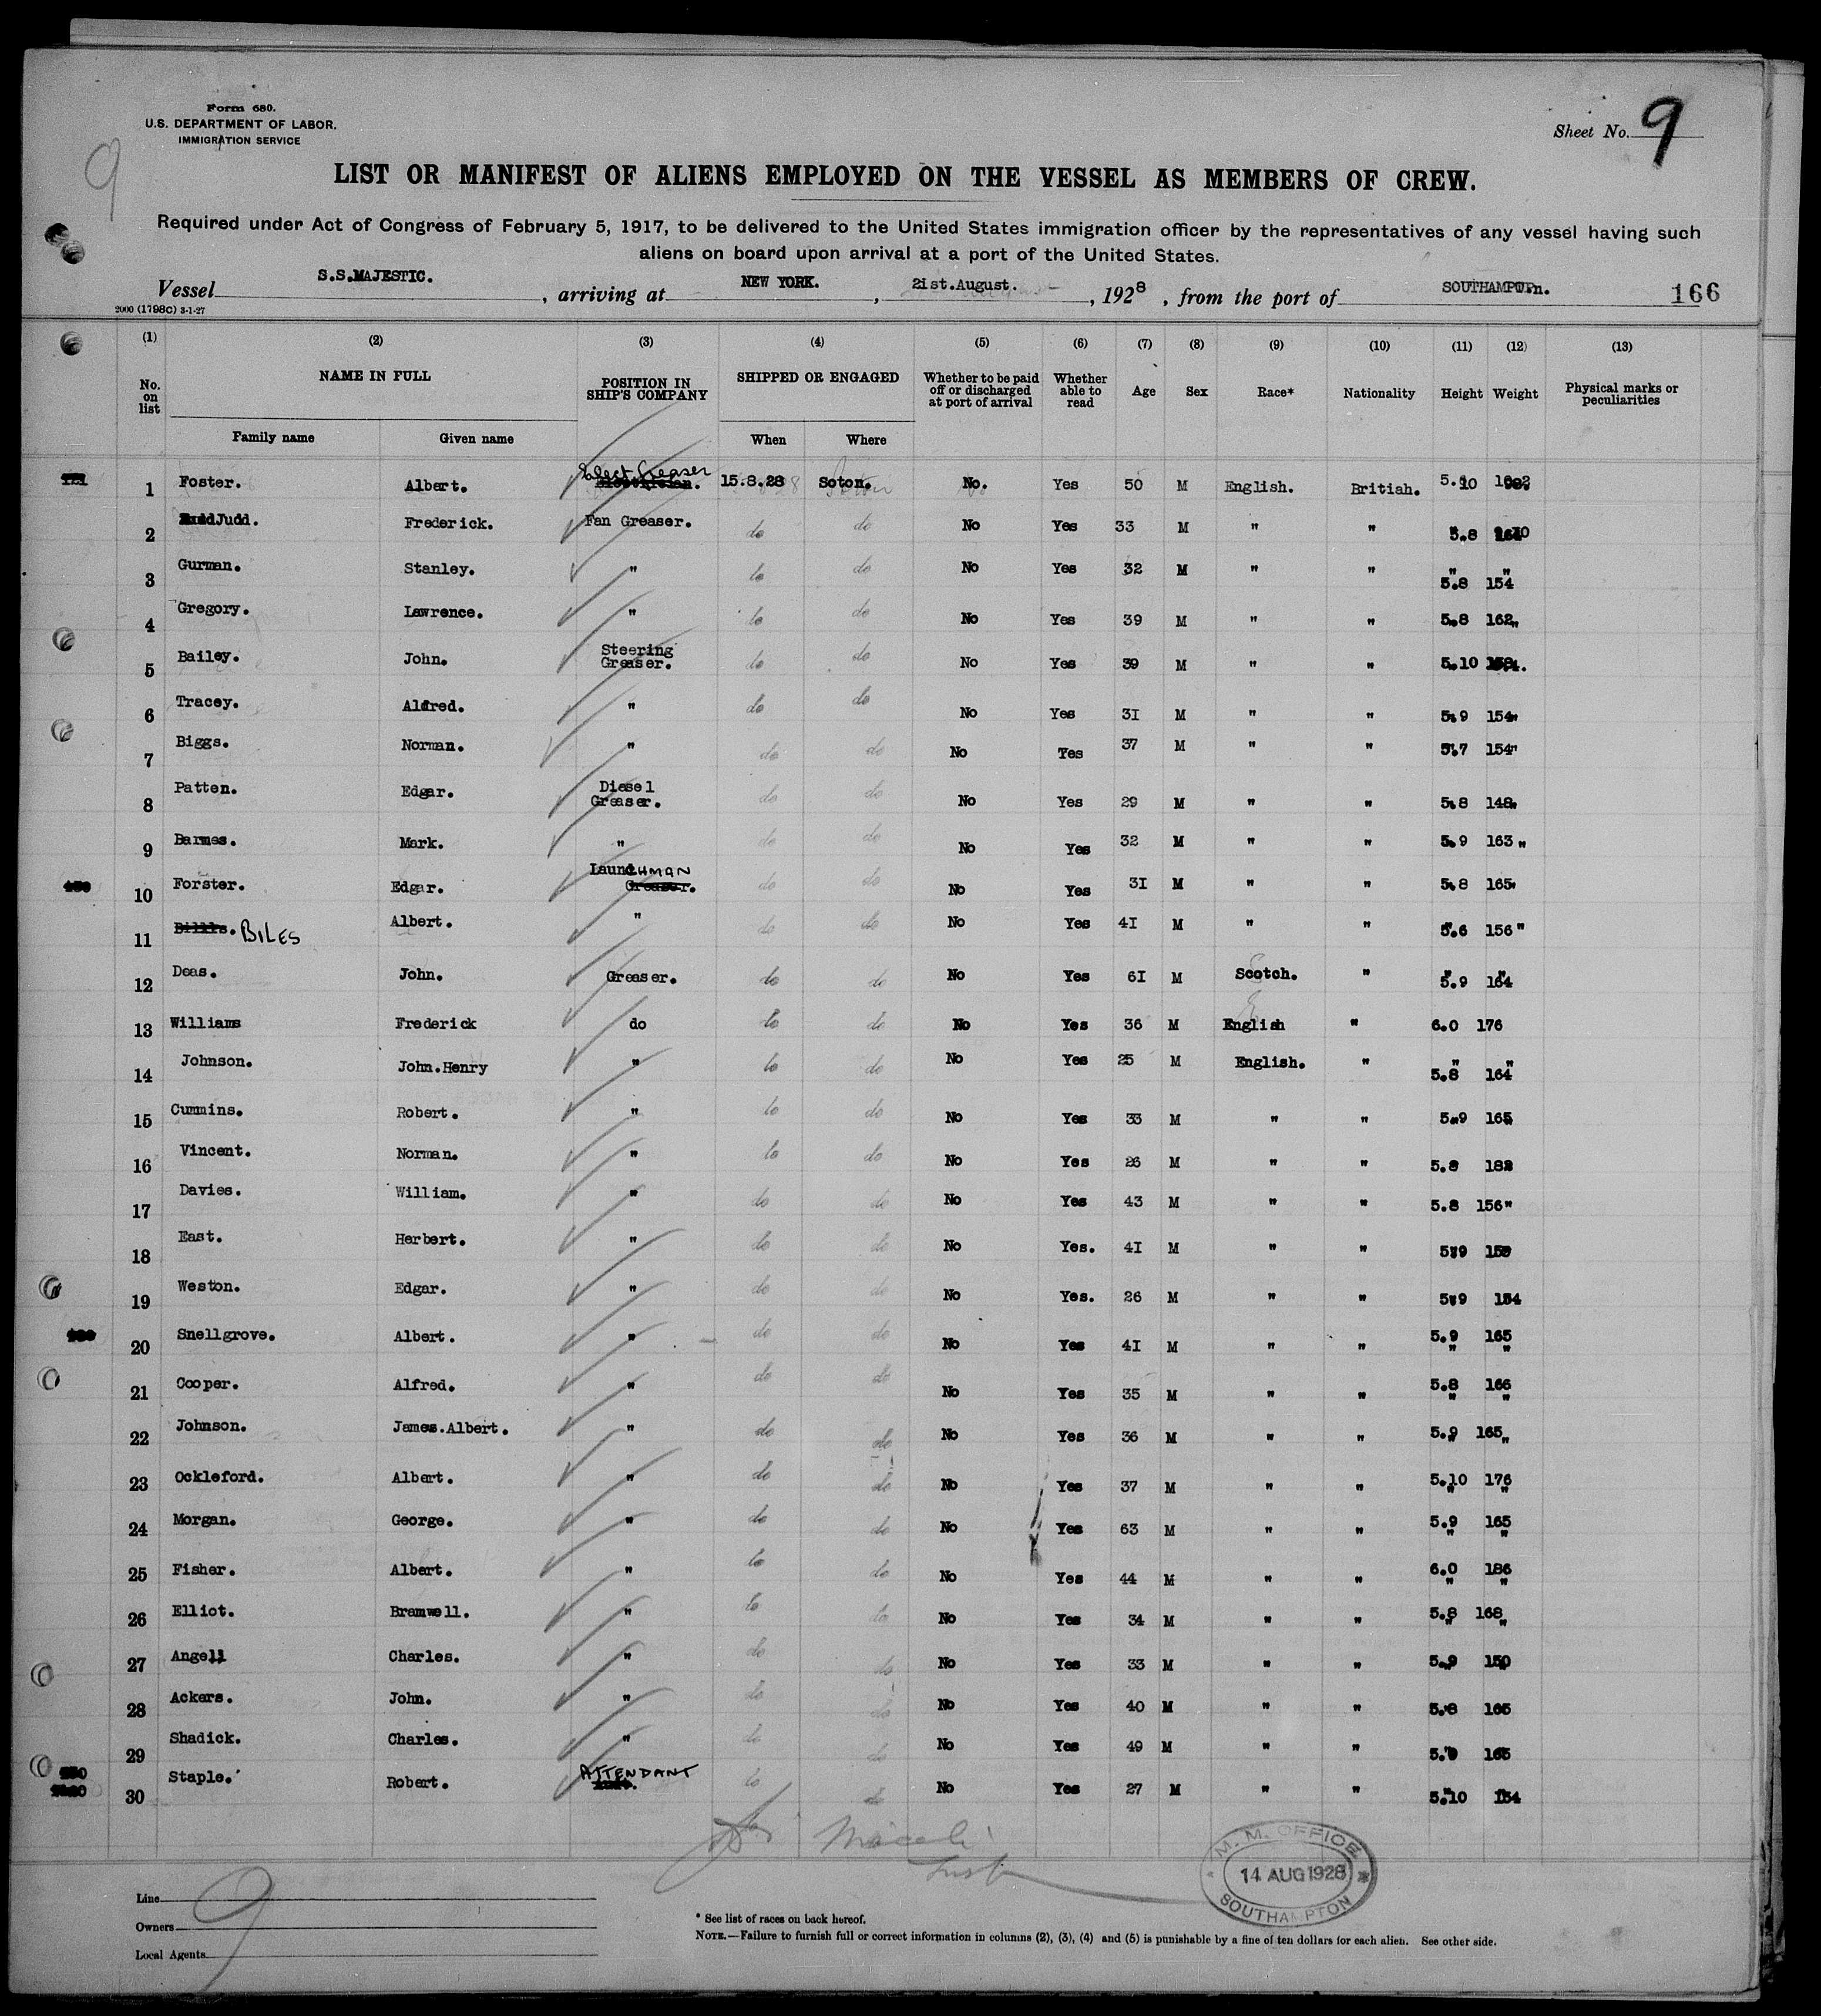 Form 680.
U.S. DEPARTMENT OF LABOR.
IMMIGRATION SERVICE
Sheet No. 9
9
LIST OR MANIFEST OF ALIENS EMPLOYED ON THE VESSEL AS MEMBERS OF CREW.
Required under Act of Congress of February 5, 1917, to be delivered to the United States immigration officer by the representatives of any vessel having such
aliens on board upon arrival at a port of the United States.
Vessel S.S.MAJESTIC. , arriving at NEW YORK. , 21st.August. , 1928 , from the port of SOUTHAMPTON. 166
2000 (1798C) 3-1-27
(1) (2) (3) (4) (5) (6) (7) (8) (9) (10) (11) (12) (13)
No. on list NAME IN FULL POSITION IN SHIP'S COMPANY SHIPPED OR ENGAGED Whether to be paid off or discharged at port of arrival Whether able to read Age Sex Race* Nationality Height Weight Physical marks or peculiarities
Family name Given name When Where
1 Foster. Albert. Elect Greaser 15.8.28 Soton. No. Yes 50 M English. British. 5.10
2 Judd. Frederick. Fan Greaser. do do No Yes 33 M " " 5.8
3 Gurman. Stanley. " do do No Yes 32 M " " 5.8 154
4 Gregory. Lawrence. " do do No Yes 39 M " " 5.8 162
5 Bailey. John. Steering Greaser. do do No Yes 39 M " " 5.10
6 Tracey. Alfred. " do do No Yes 31 M " " 5.9 154
7 Biggs. Norman. " do do No Yes 37 M " " 5.7 154
8 Patten. Edgar. Diesel Greaser. do do No Yes 29 M " " 5.8 148
9 Barnes. Mark. " do do No Yes 32 M " " 5.9 163
10 Forster. Edgar. LaunCHMAN Greaser. do do No Yes 31 M " " 5.8 165
11 Bills. BILES Albert. " do do No Yes 41 M " " 5.6 156
12 Deas. John. Greaser. do do No Yes 61 M Scotch. " 5.9 164
13 Williams Frederick do do do No Yes 36 M English " 6.0 176
14 Johnson. John.Henry " do do No Yes 25 M English. " 5.8 164
15 Cummins. Robert. " do do No Yes 33 M " " 5.9 165
16 Vincent. Norman. " do do No Yes 26 M " " 5.8 182
17 Davies. William. " do do No Yes 43 M " " 5.8 156
18 East. Herbert. " do do No Yes. 41 M " " 5.9 158
19 Weston. Edgar. " do do No Yes. 26 M " " 5.9 154
20 Snellgrove. Albert. " do do No Yes 41 M " " 5.9 165
21 Cooper. Alfred. " do do No Yes 35 M " " 5.8 166
22 Johnson. James.Albert. " do do No Yes 36 M " " 5.9 165
23 Ockleford. Albert. " do do No Yes 37 M " " 5.10 176
24 Morgan. George. " do do No Yes 63 M " " 5.9 165
25 Fisher. Albert. " do do No Yes 44 M " " 6.0 186
26 Elliot. Bramwell. " do do No Yes 34 M " " 5.8 168
27 Angell Charles. " do do No Yes 33 M " " 5.9 150
28 Ackers. John. " do do No Yes 40 M " " 5.8 165
29 Shadick. Charles. " do do No Yes 49 M " " 165
30 Staple. Robert. ATTENDANT do do No Yes 27 M " " 5.10 154
M. M. OFFICE
14 AUG 1928
SOUTHAMPTON
9
Line
Owners
Local Agents
* See list of races on back hereof.
NOTE.—Failure to furnish full or correct information in columns (2), (3), (4) and (5) is punishable by a fine of ten dollars for each alien. See other side.